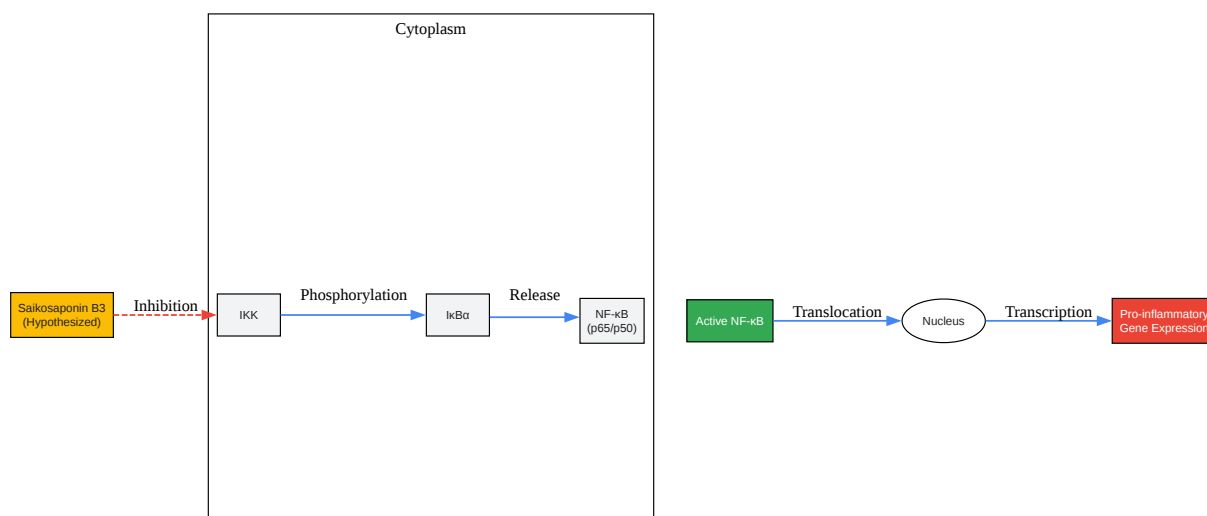 Cytoplasm
Saikosaponin B3
(Hypothesized)
Inhibition
IKK
Phosphorylation
IκBα
Release
NF-κB
(p65/p50)
Active NF-κB
Translocation
Nucleus
Transcription
Pro-inflammatory
Gene Expression